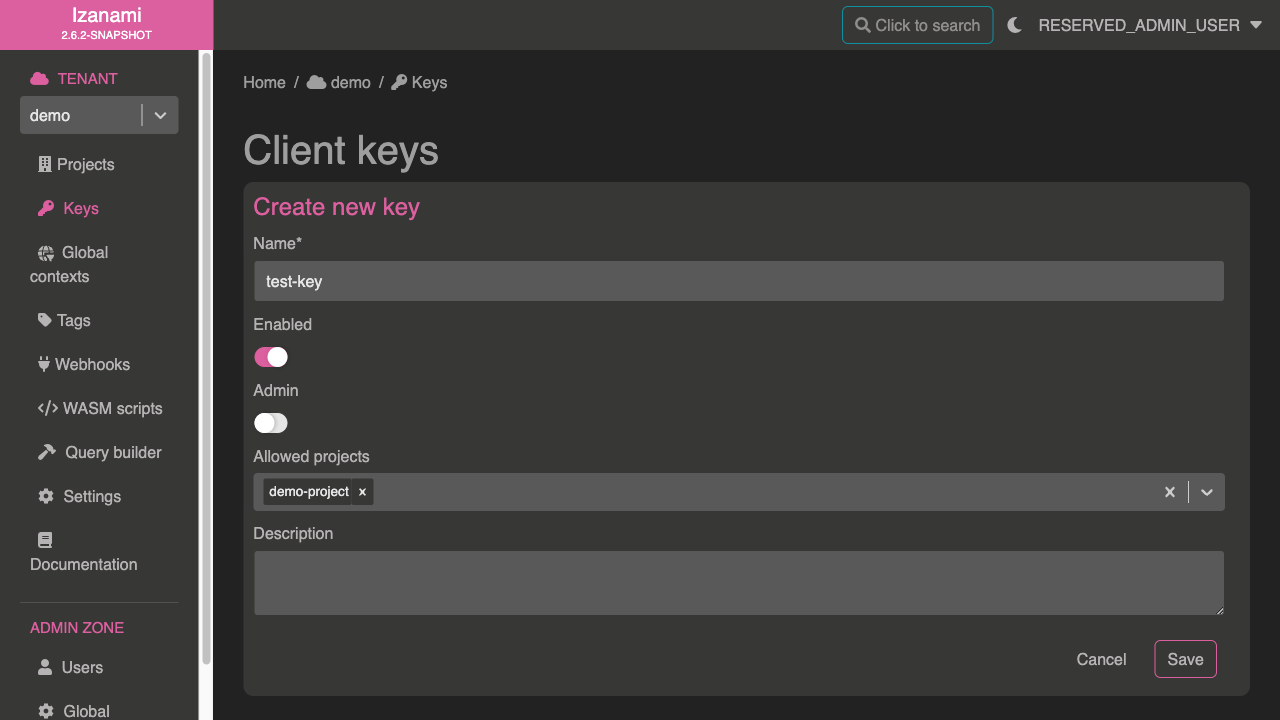 Izanami
2.6.2-SNAPSHOT
Click to search
RESERVED_ADMIN_USER
TENANT
demo
Projects
Keys
Global
contexts
Tags
Webhooks
WASM scripts
Query builder
Settings
Documentation
ADMIN ZONE
Users
Global
Home / demo / Keys
Client keys
Create new key
Name*
test-key
Enabled
Admin
Allowed projects
demo-project x
Description
Cancel
Save